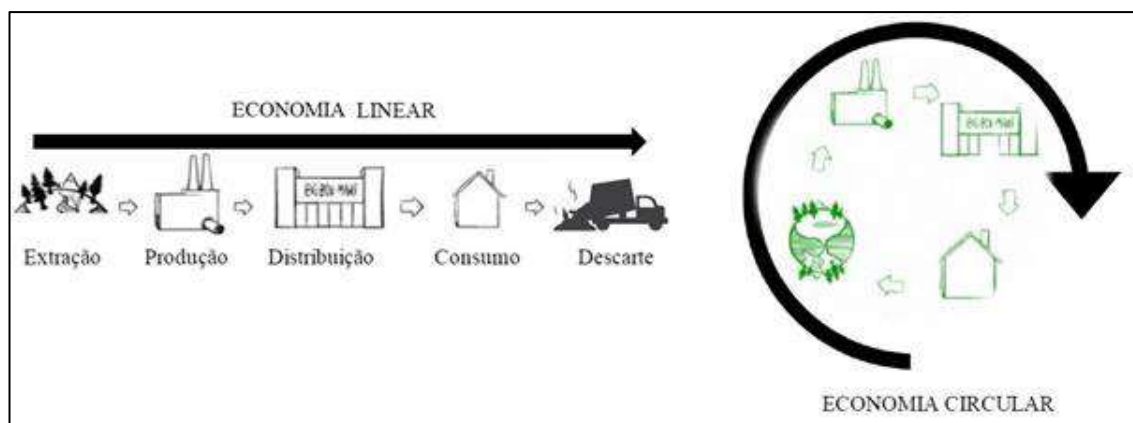 ECONOMIA LINEAR
Extração Produção Distribuição Consumo Descarte
ECONOMIA CIRCULAR